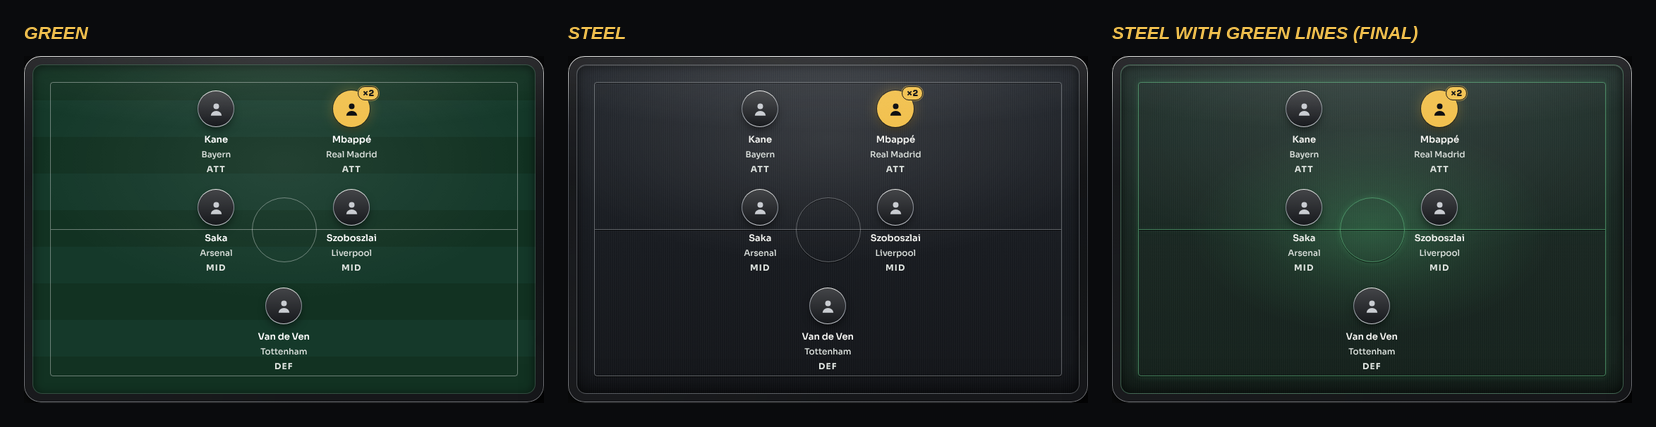 GREEN
×2
Kane
Bayern
ATT
Mbappé
Real Madrid
ATT
Saka
Arsenal
MID
Szoboszlai
Liverpool
MID
Van de Ven
Tottenham
DEF
STEEL
×2
Kane
Bayern
ATT
Mbappé
Real Madrid
ATT
Saka
Arsenal
MID
Szoboszlai
Liverpool
MID
Van de Ven
Tottenham
DEF
STEEL WITH GREEN LINES (FINAL)
×2
Kane
Bayern
ATT
Mbappé
Real Madrid
ATT
Saka
Arsenal
MID
Szoboszlai
Liverpool
MID
Van de Ven
Tottenham
DEF